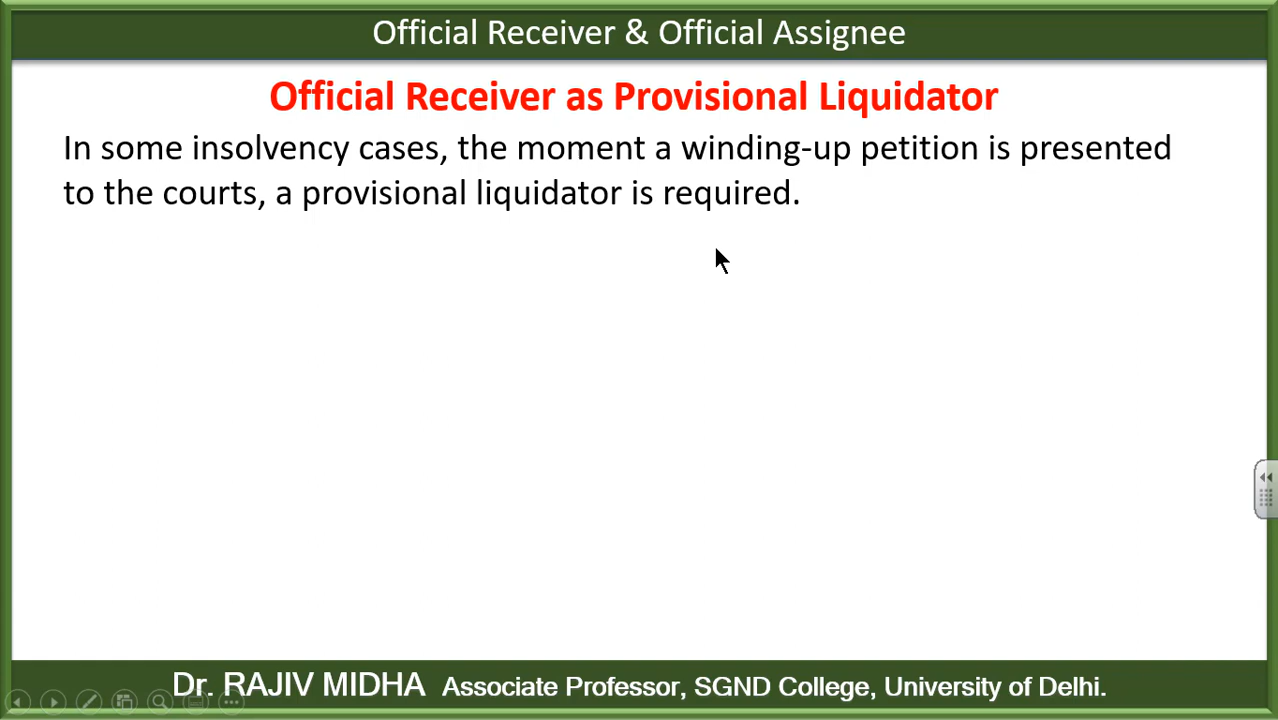 Official Receiver & Official Assignee
Official Receiver as Provisional Liquidator
In some insolvency cases, the moment a winding-up petition is presented
to the courts, a provisional liquidator is required.
Dr. RAJIV MIDHA Associate Professor, SGND College, University of Delhi.